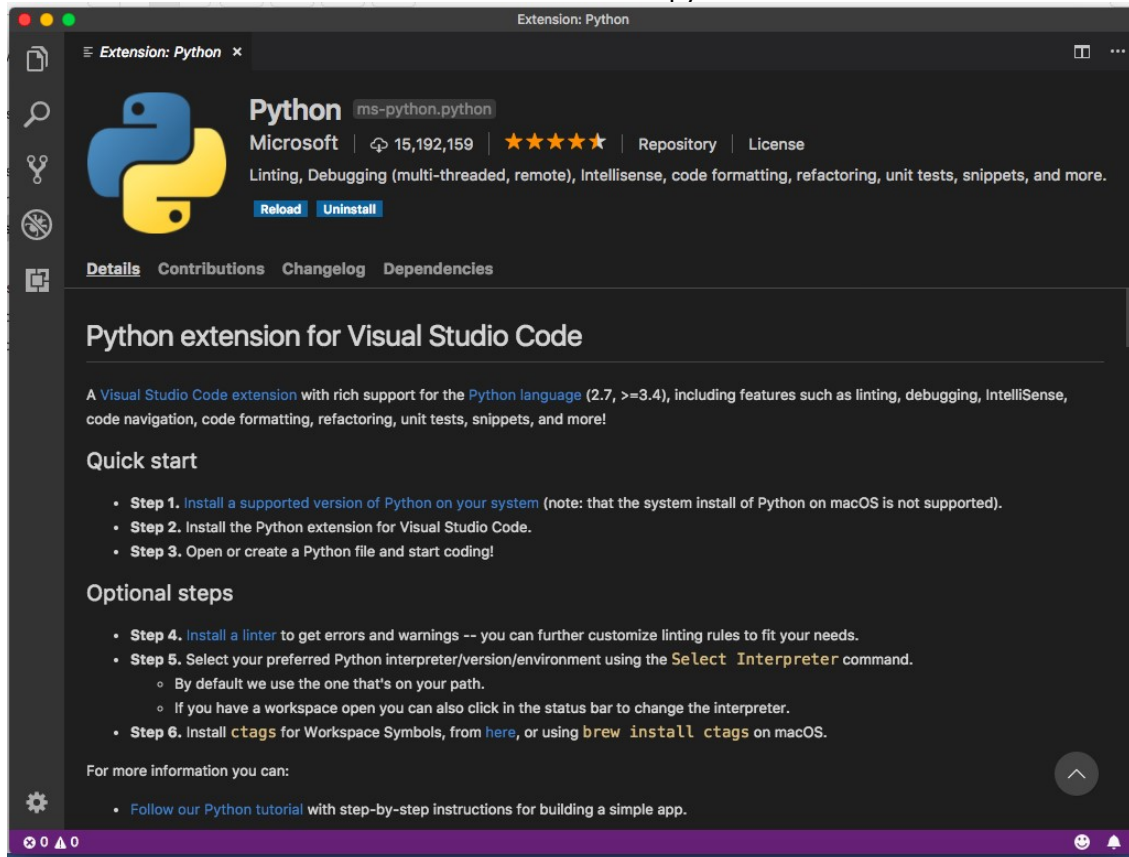 Extension: Python
Extension: Python ×
Python ms-python.python
Microsoft 15,192,159 Repository License
Linting, Debugging (multi-threaded, remote), Intellisense, code formatting, refactoring, unit tests, snippets, and more.
Reload Uninstall
Details Contributions Changelog Dependencies
Python extension for Visual Studio Code
A Visual Studio Code extension with rich support for the Python language (2.7, >=3.4), including features such as linting, debugging, IntelliSense,
code navigation, code formatting, refactoring, unit tests, snippets, and more!
Quick start
• Step 1. Install a supported version of Python on your system (note: that the system install of Python on macOS is not supported).
• Step 2. Install the Python extension for Visual Studio Code.
• Step 3. Open or create a Python file and start coding!
Optional steps
• Step 4. Install a linter to get errors and warnings -- you can further customize linting rules to fit your needs.
• Step 5. Select your preferred Python interpreter/version/environment using the Select Interpreter command.
◦ By default we use the one that's on your path.
◦ If you have a workspace open you can also click in the status bar to change the interpreter.
• Step 6. Install ctags for Workspace Symbols, from here, or using brew install ctags on macOS.
For more information you can:
• Follow our Python tutorial with step-by-step instructions for building a simple app.
0 0